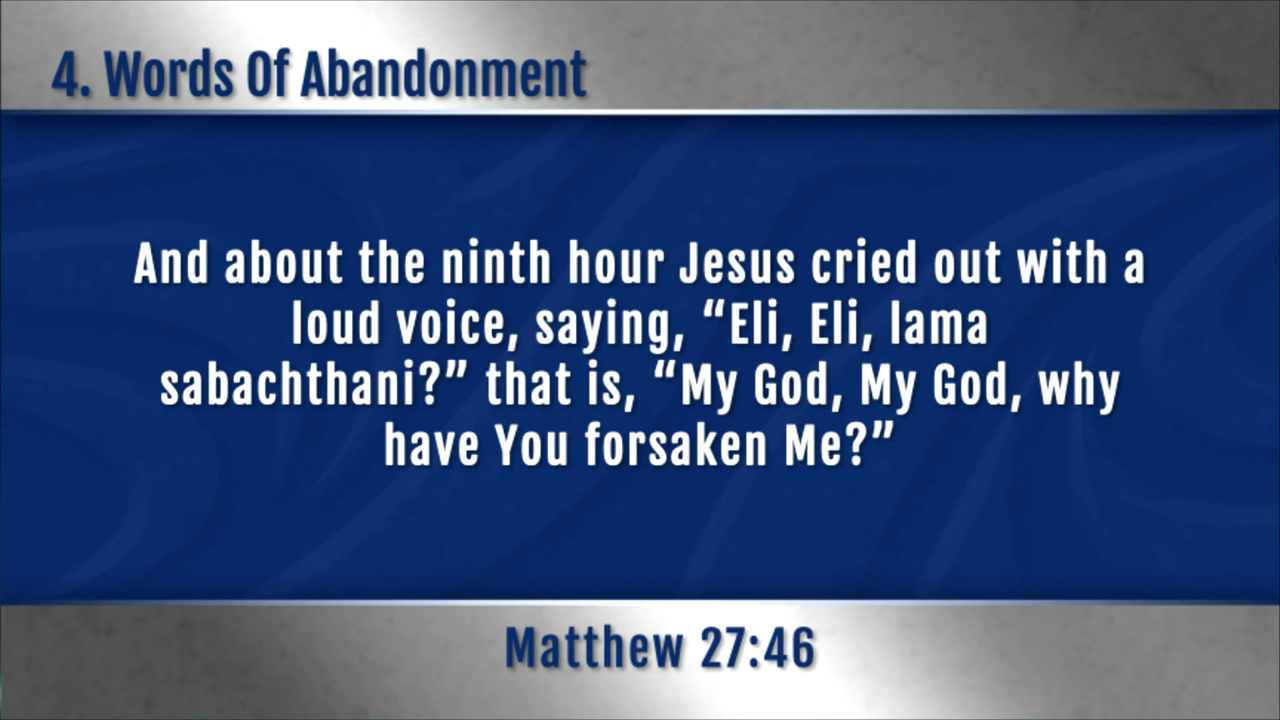 4. Words Of Abandonment
And about the ninth hour Jesus cried out with a
loud voice, saying, “Eli, Eli, lama
sabachthani?” that is, “My God, My God, why
have You forsaken Me?”
Matthew 27:46